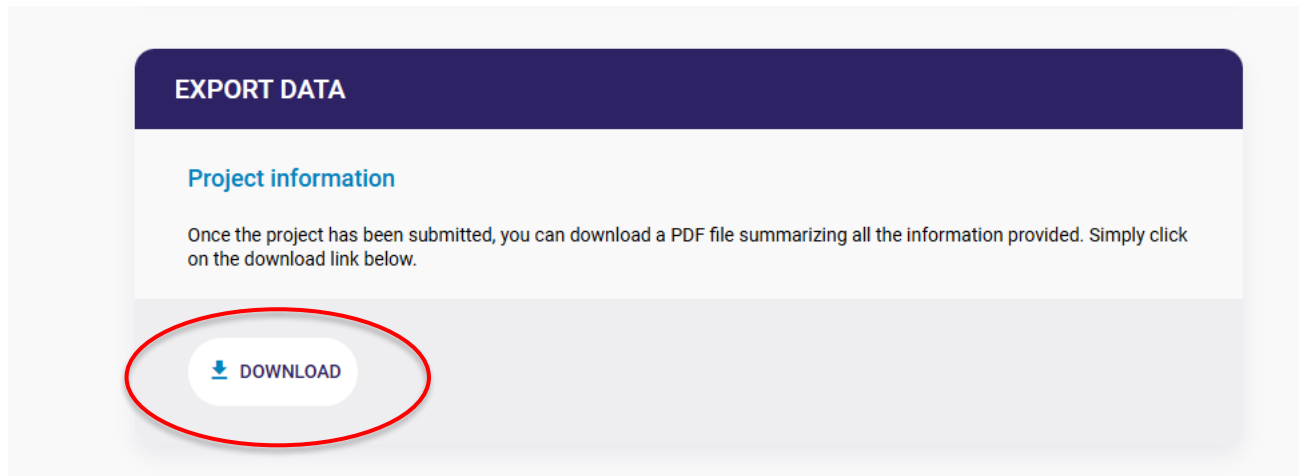 EXPORT DATA
Project information
Once the project has been submitted, you can download a PDF file summarizing all the information provided. Simply click
on the download link below.
DOWNLOAD